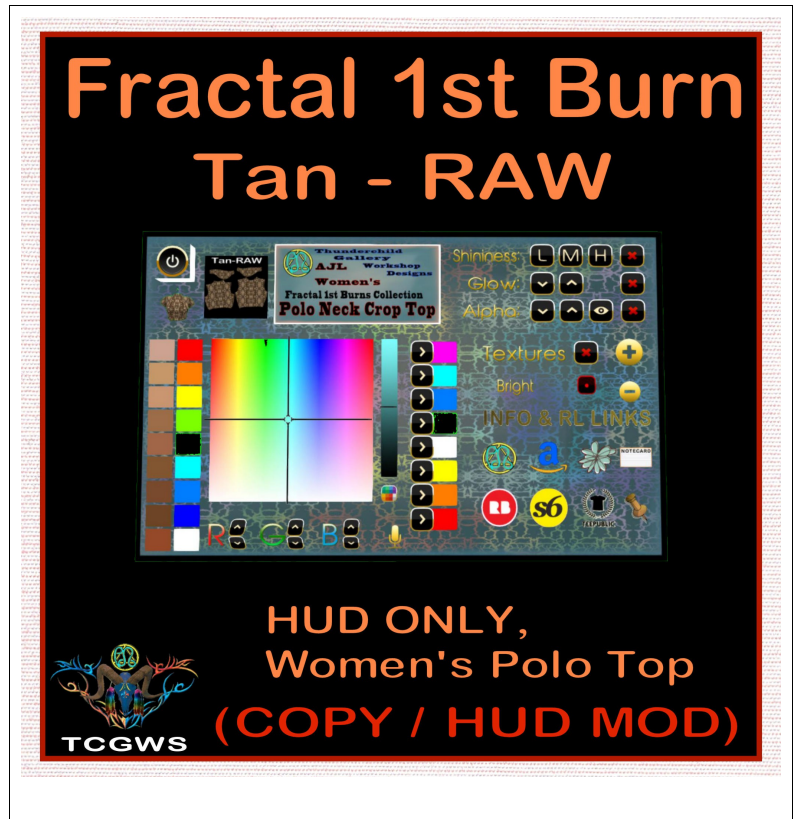 Fractal 1st Burn
Tan - RAW
Tan-RAW
Thunderchild
Gallery
AJL Workshop
Designs
Women's
Fractal 1st Burns Collection
Polo Neck Crop Top
Shininess: L M H
Glow:
Alpha:
Textures
Bright
INFO & RL LINKS
a
NOTECARD
RB
s6
R G B
HUD ONLY,
Women's Polo Top
(COPY / HUD MOD)
TCGWS